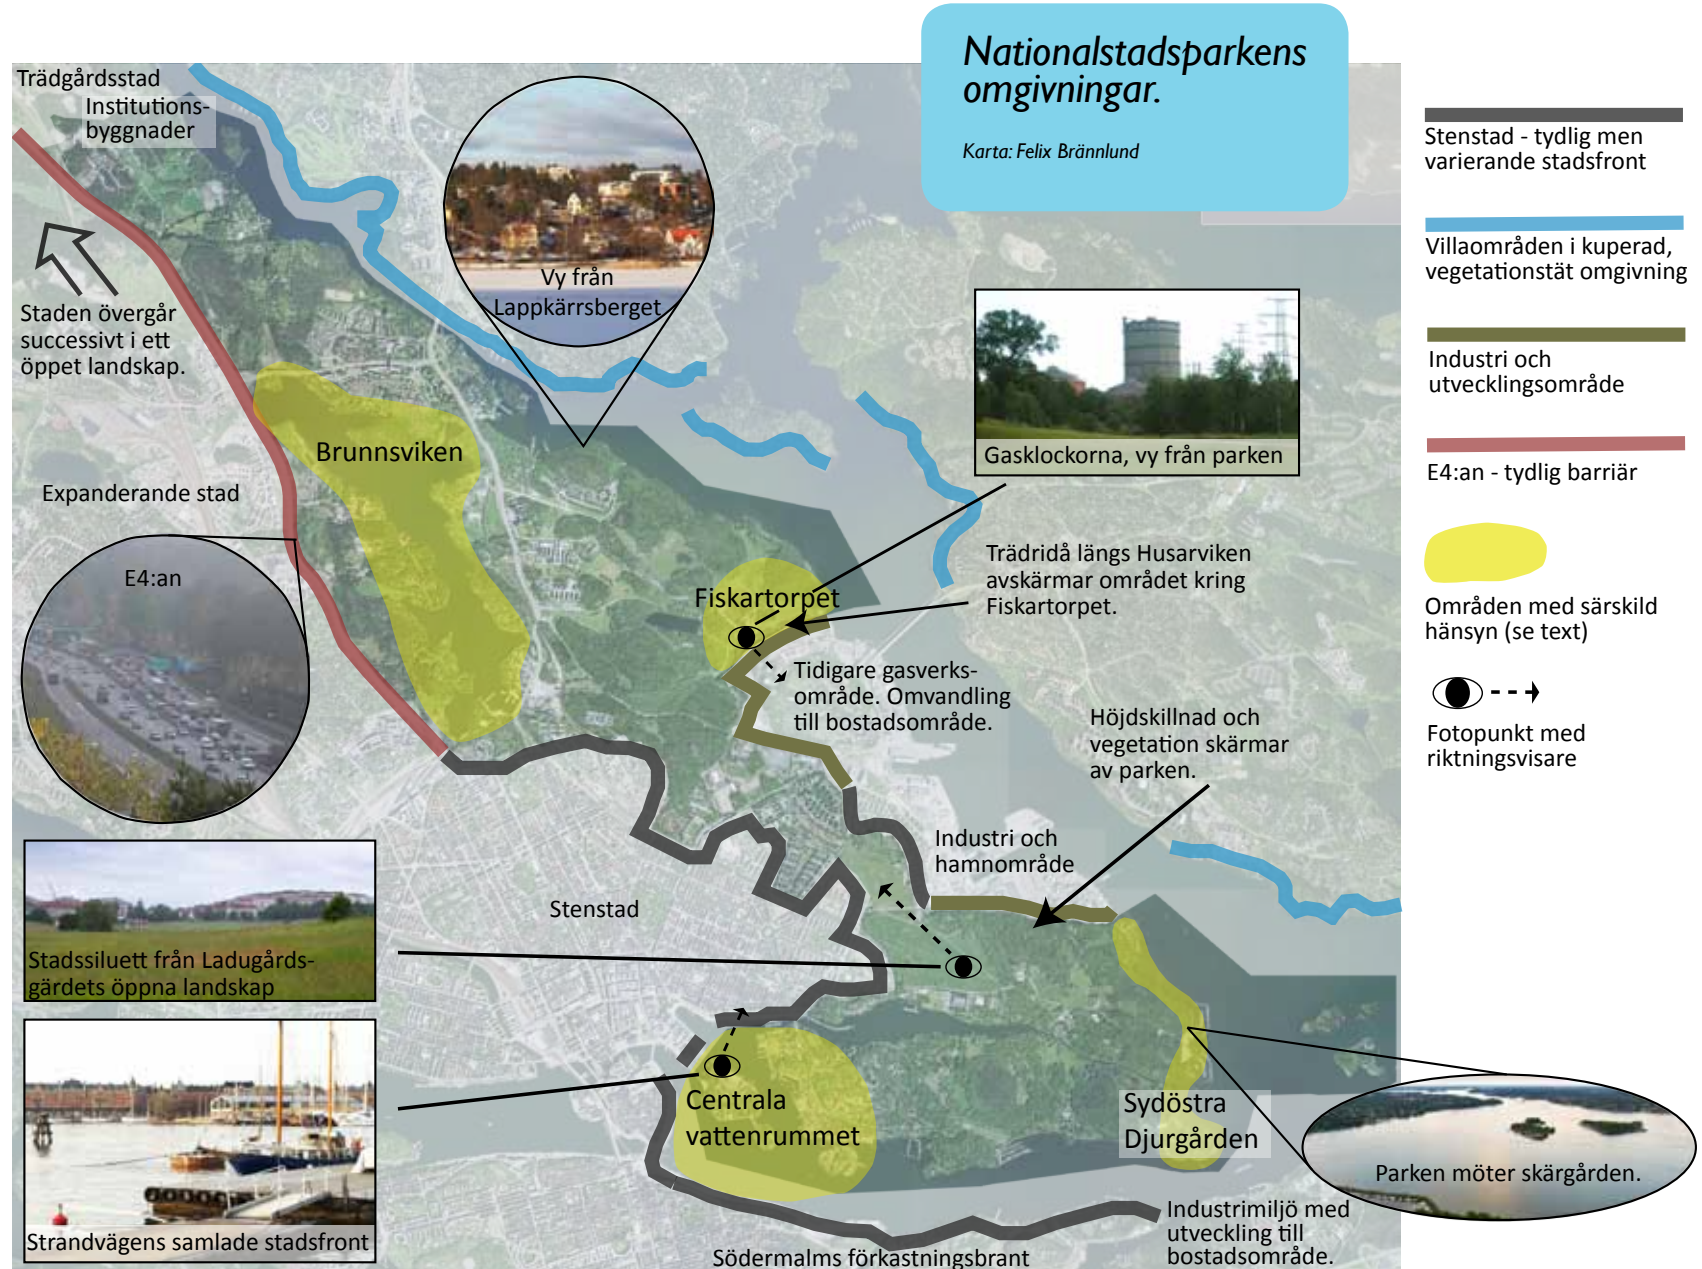 Nationalstadsparkens
omgivningar.
Karta: Felix Brännlund
Trädgårdsstad
Institutions-
byggnader
Staden övergår
successivt i ett
öppet landskap.
Vy från
Lappkärrsberget
Brunnsviken
Expanderande stad
E4:an
Gasklockorna, vy från parken
Fiskartorpet
Trädridå längs Husarviken
avskärmar området kring
Fiskartorpet.
Tidigare gasverks-
område. Omvandling
till bostadsområde.
Höjdskillnad och
vegetation skärmar
av parken.
Industri och
hamnområde
Stenstad
Stadssiluett från Ladugårds-
gärdets öppna landskap
Strandvägens samlade stadsfront
Centrala
vattenrummet
Sydöstra
Djurgården
Parken möter skärgården.
Industrimiljö med
utveckling till
bostadsområde.
Södermalms förkastningsbrant
Stenstad - tydlig men
varierande stadsfront
Villaområden i kuperad,
vegetationstät omgivning
Industri och
utvecklingsområde
E4:an - tydlig barriär
Områden med särskild
hänsyn (se text)
Fotopunkt med
riktningsvisare